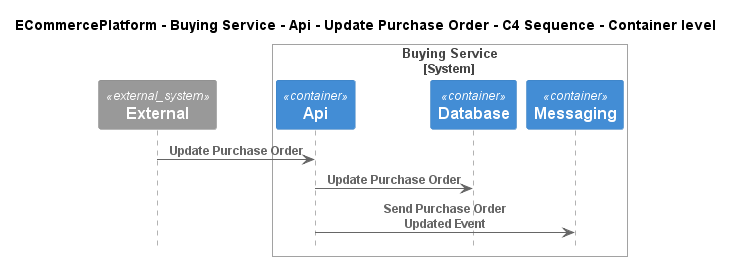 ECommercePlatform - Buying Service - Api - Update Purchase Order - C4 Sequence - Container level
Buying Service
[System]
«external_system»
External
«container»
Api
«container»
Database
«container»
Messaging
Update Purchase Order
Update Purchase Order
Send Purchase Order
Updated Event